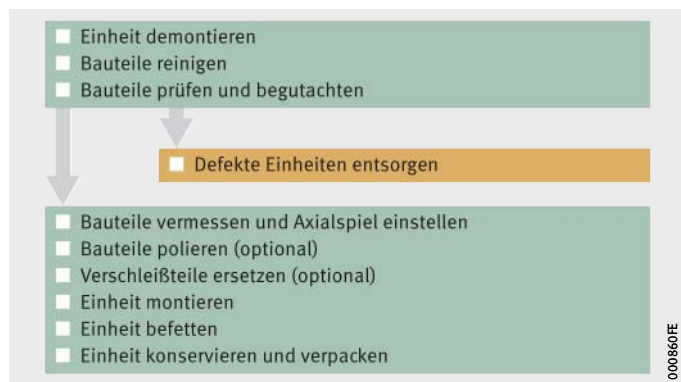 Einheit demontieren
Bauteile reinigen
Bauteile prüfen und begutachten
Defekte Einheiten entsorgen
Bauteile vermessen und Axialspiel einstellen
Bauteile polieren (optional)
Verschleißteile ersetzen (optional)
Einheit montieren
Einheit befetten
Einheit konservieren und verpacken
000860FE